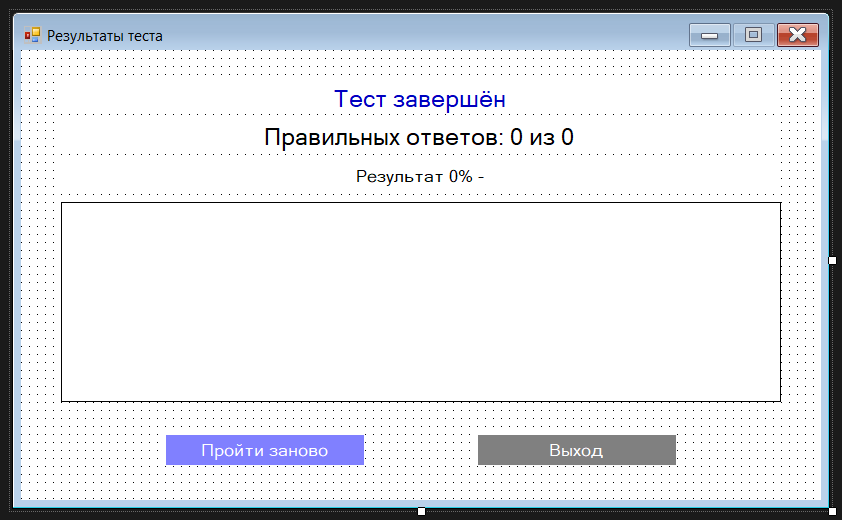 Результаты теста
Тест завершён
Правильных ответов: 0 из 0
Результат 0% -
Пройти заново
Выход